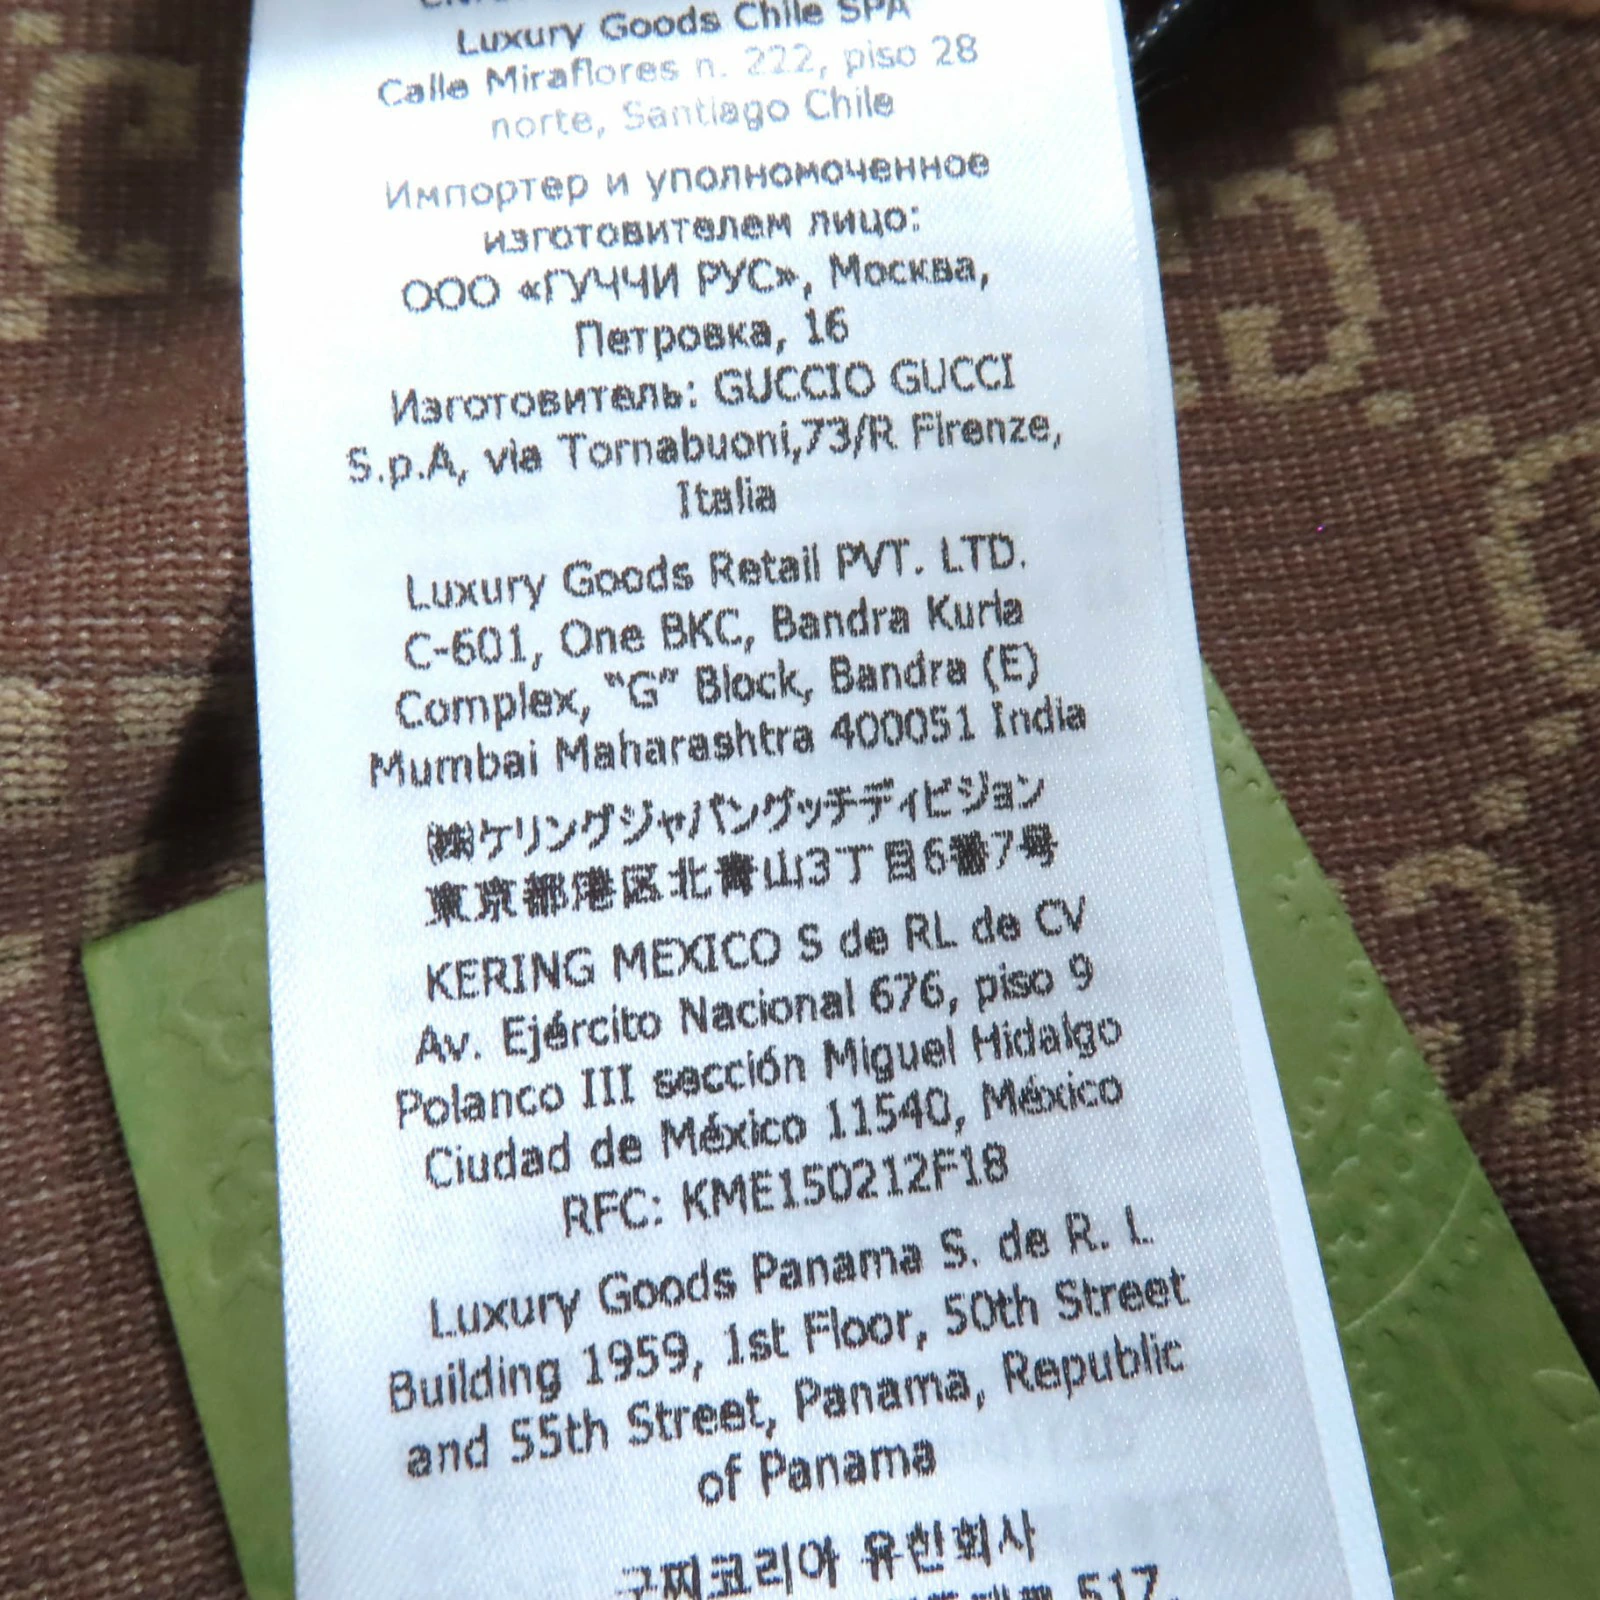 Luxury Goods Chile SPA
Calle Miraflores n. 222, piso 28
norte, Santiago Chile
Импортер и уполномоченное
изготовителем лицо:
ООО «ГУЧЧИ РУС», Москва,
Петровка, 16
Изготовитель: GUCCIO GUCCI
S.p.A, via Tornabuoni,73/R Firenze,
Italia
Luxury Goods Retail PVT. LTD.
C-601, One BKC, Bandra Kurla
Complex, “G” Block, Bandra (E)
Mumbai Maharashtra 400051 India
㈱ケリングジャパングッチディビジョン
東京都港区北青山3丁目6番7号
KERING MEXICO S de RL de CV
Av. Ejército Nacional 676, piso 9
Polanco III sección Miguel Hidalgo
Ciudad de México 11540, México
RFC: KME150212F18
Luxury Goods Panama S. de R. L
Building 1959, 1st Floor, 50th Street
and 55th Street, Panama, Republic
of Panama
구찌코리아 유한회사
517,